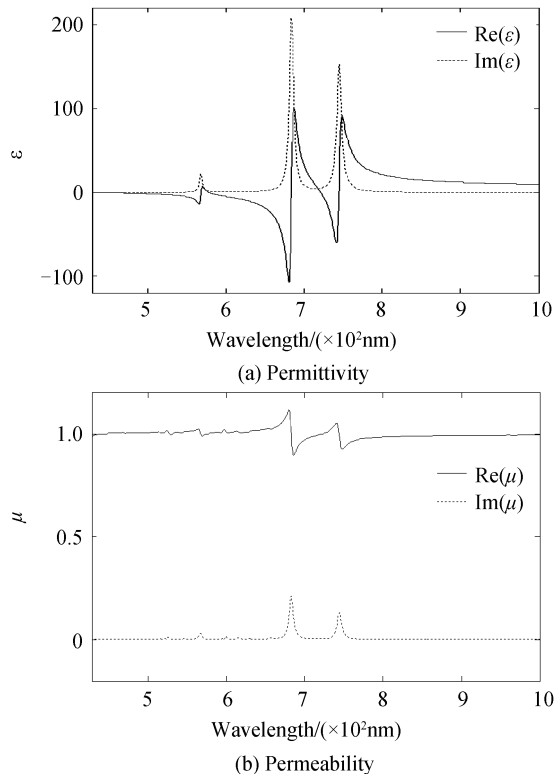 200
100
0
−100
ε
Re(ε)
Im(ε)
5 6 7 8 9 10
Wavelength/(×10²nm)
(a) Permittivity
1.0
0.5
0
μ
Re(μ)
Im(μ)
5 6 7 8 9 10
Wavelength/(×10²nm)
(b) Permeability